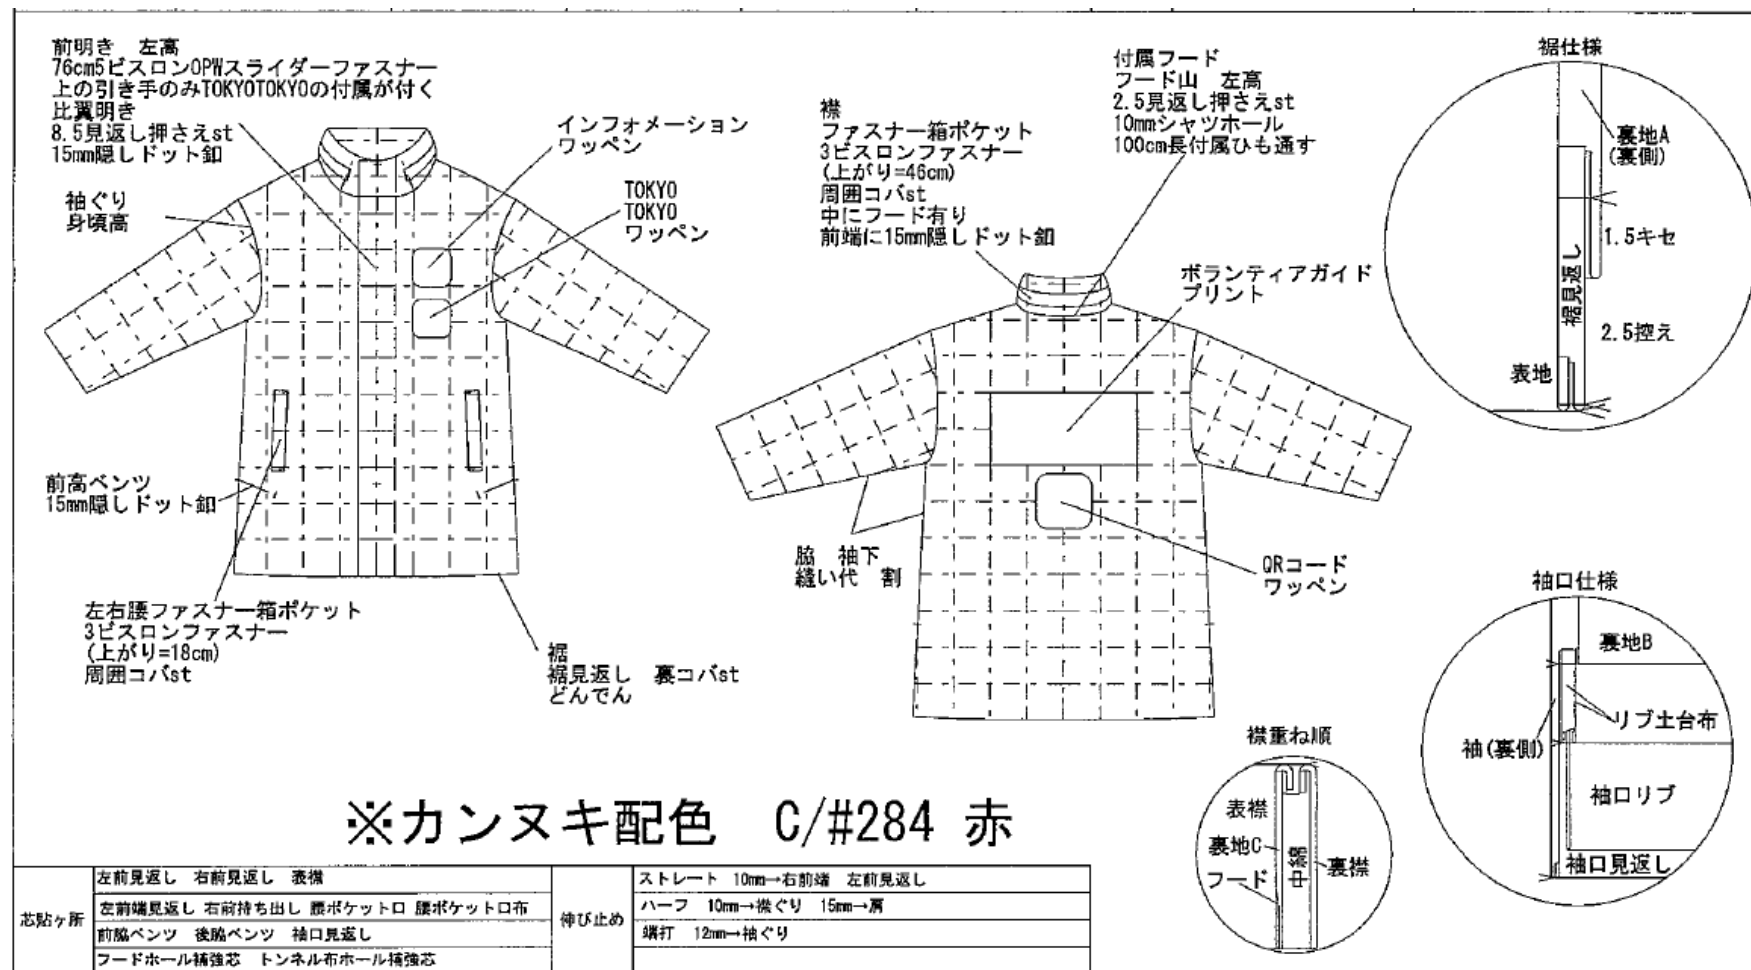 前明き 左高
76cm5ビスロンOPWスライダーファスナー
上の引き手のみTOKYOTOKYOの付属が付く
比翼明き
8.5見返し押さえst
15mm隠しドット釦
袖ぐり
身頃高
インフォメーション
ワッペン
TOKYO
TOKYO
ワッペン
前高ベンツ
15mm隠しドット釦
左右腰ファスナー箱ポケット
3ビスロンファスナー
(上がり=18cm)
周囲コバst
裾
裾見返し 裏コバst
どんでん
襟
ファスナー箱ポケット
3ビスロンファスナー
(上がり=46cm)
周囲コバst
中にフード有り
前端に15mm隠しドット釦
付属フード
フード山 左高
2.5見返し押さえst
10mmシャツホール
100cm長付属ひも通す
ボランティアガイド
プリント
脇 袖下
縫い代 割
QRコード
ワッペン
裾仕様
裏地A
(裏側)
1.5キセ
裾見返し
2.5控え
表地
袖口仕様
裏地B
リブ土台布
袖(裏側)
袖口リブ
袖口見返し
襟重ね順
表襟
裏地C
中綿
裏襟
フード
※カンヌキ配色 C/#284 赤
芯貼ヶ所
左前見返し 右前見返し 表襟
左前端見返し 右前持ち出し 腰ポケット口 腰ポケット口布
前脇ベンツ 後脇ベンツ 袖口見返し
フードホール補強芯 トンネル布ホール補強芯
伸び止め
ストレート 10mm→右前端 左前見返し
ハーフ 10mm→襟ぐり 15mm→肩
端打 12mm→袖ぐり